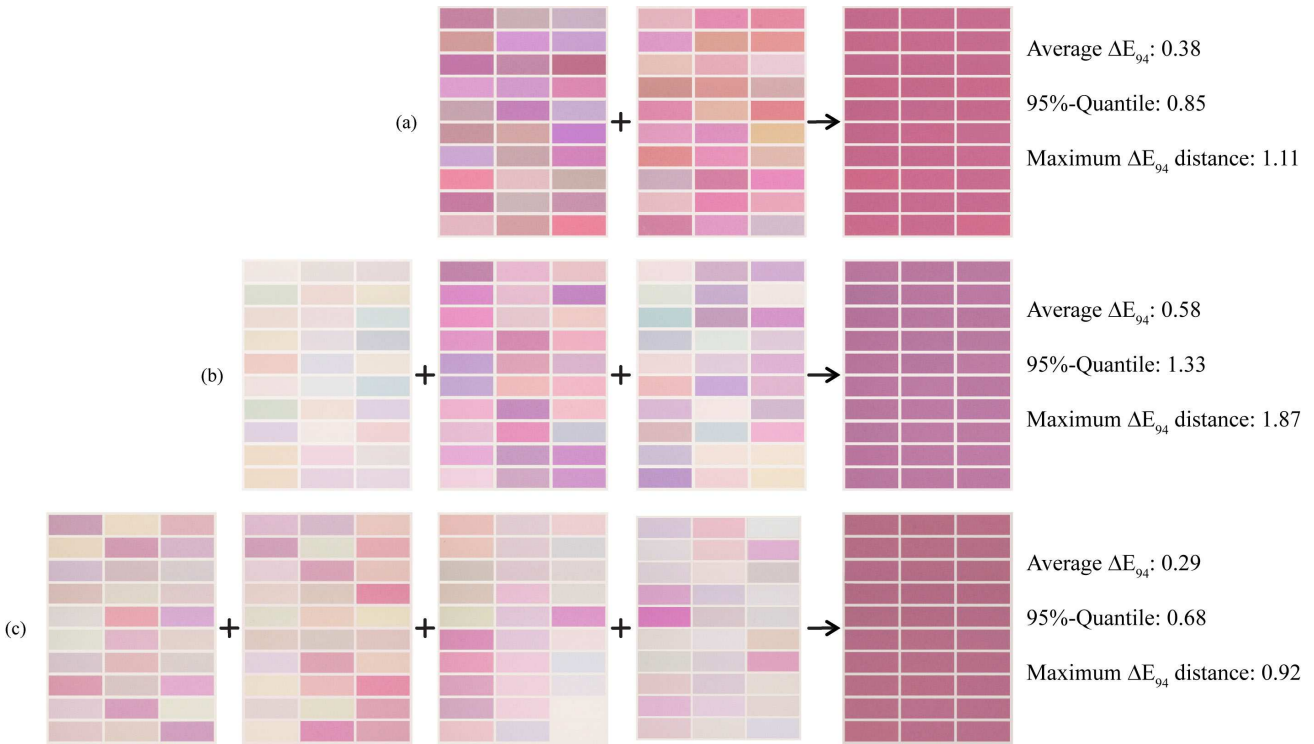 (a)
+
→
Average ΔE₉₄: 0.38
95%-Quantile: 0.85
Maximum ΔE₉₄ distance: 1.11
(b)
+
+
→
Average ΔE₉₄: 0.58
95%-Quantile: 1.33
Maximum ΔE₉₄ distance: 1.87
(c)
+
+
+
→
Average ΔE₉₄: 0.29
95%-Quantile: 0.68
Maximum ΔE₉₄ distance: 0.92